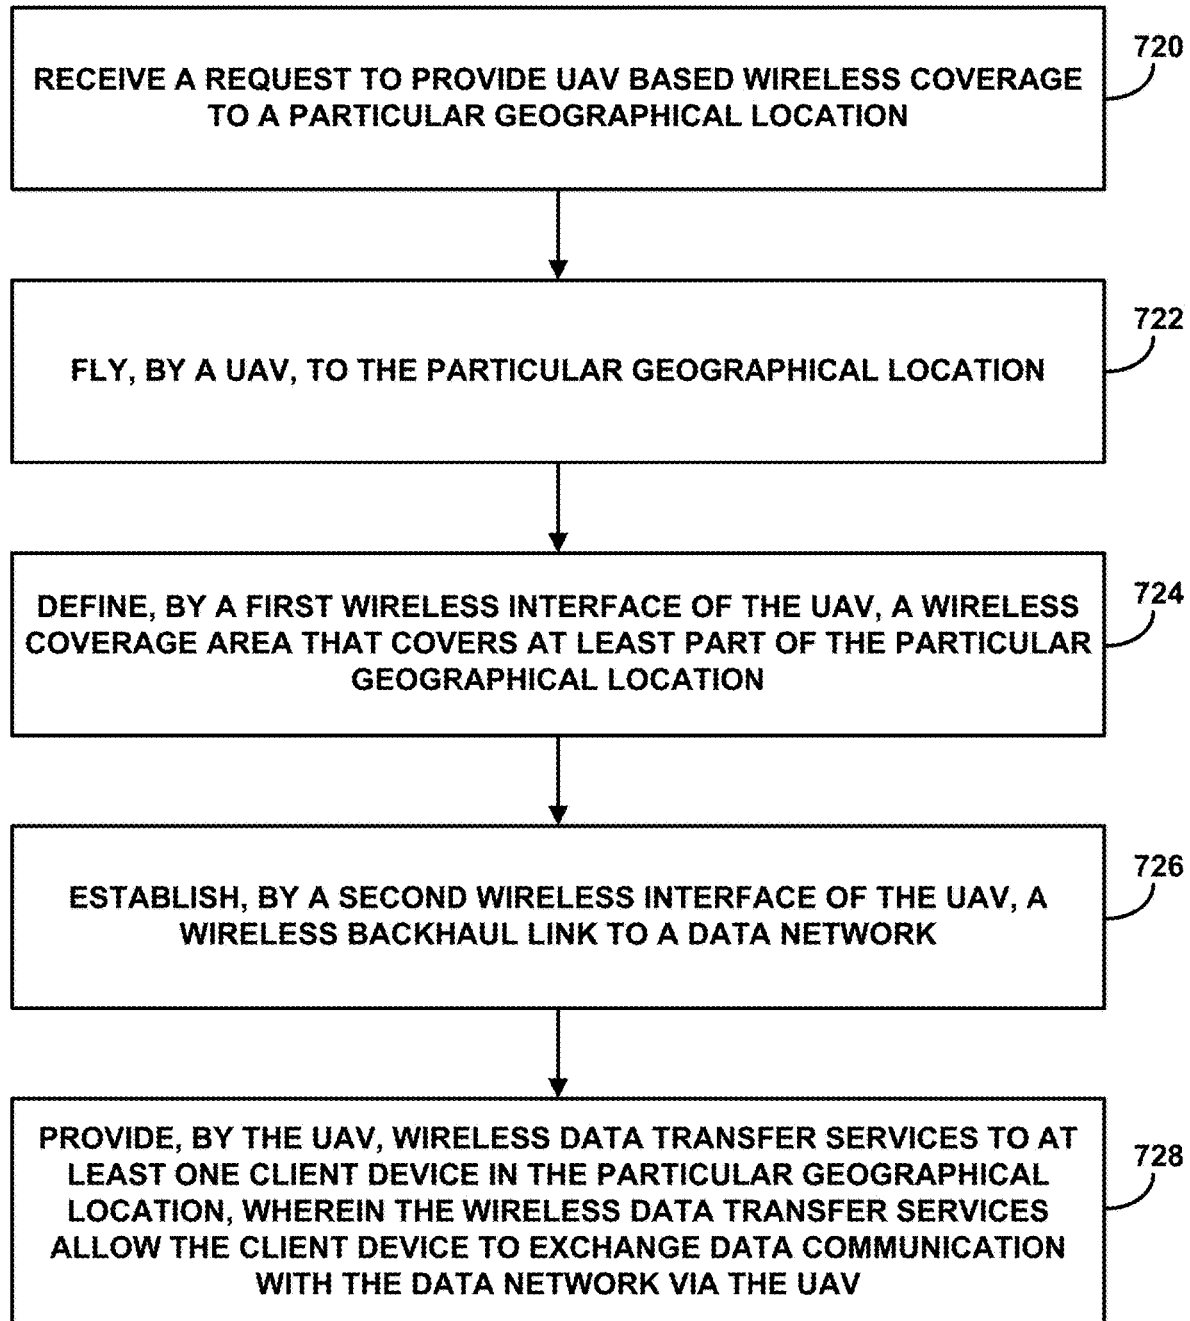 720
RECEIVE A REQUEST TO PROVIDE UAV BASED WIRELESS COVERAGE
TO A PARTICULAR GEOGRAPHICAL LOCATION
722
FLY, BY A UAV, TO THE PARTICULAR GEOGRAPHICAL LOCATION
724
DEFINE, BY A FIRST WIRELESS INTERFACE OF THE UAV, A WIRELESS
COVERAGE AREA THAT COVERS AT LEAST PART OF THE PARTICULAR
GEOGRAPHICAL LOCATION
726
ESTABLISH, BY A SECOND WIRELESS INTERFACE OF THE UAV, A
WIRELESS BACKHAUL LINK TO A DATA NETWORK
728
PROVIDE, BY THE UAV, WIRELESS DATA TRANSFER SERVICES TO AT
LEAST ONE CLIENT DEVICE IN THE PARTICULAR GEOGRAPHICAL
LOCATION, WHEREIN THE WIRELESS DATA TRANSFER SERVICES
ALLOW THE CLIENT DEVICE TO EXCHANGE DATA COMMUNICATION
WITH THE DATA NETWORK VIA THE UAV